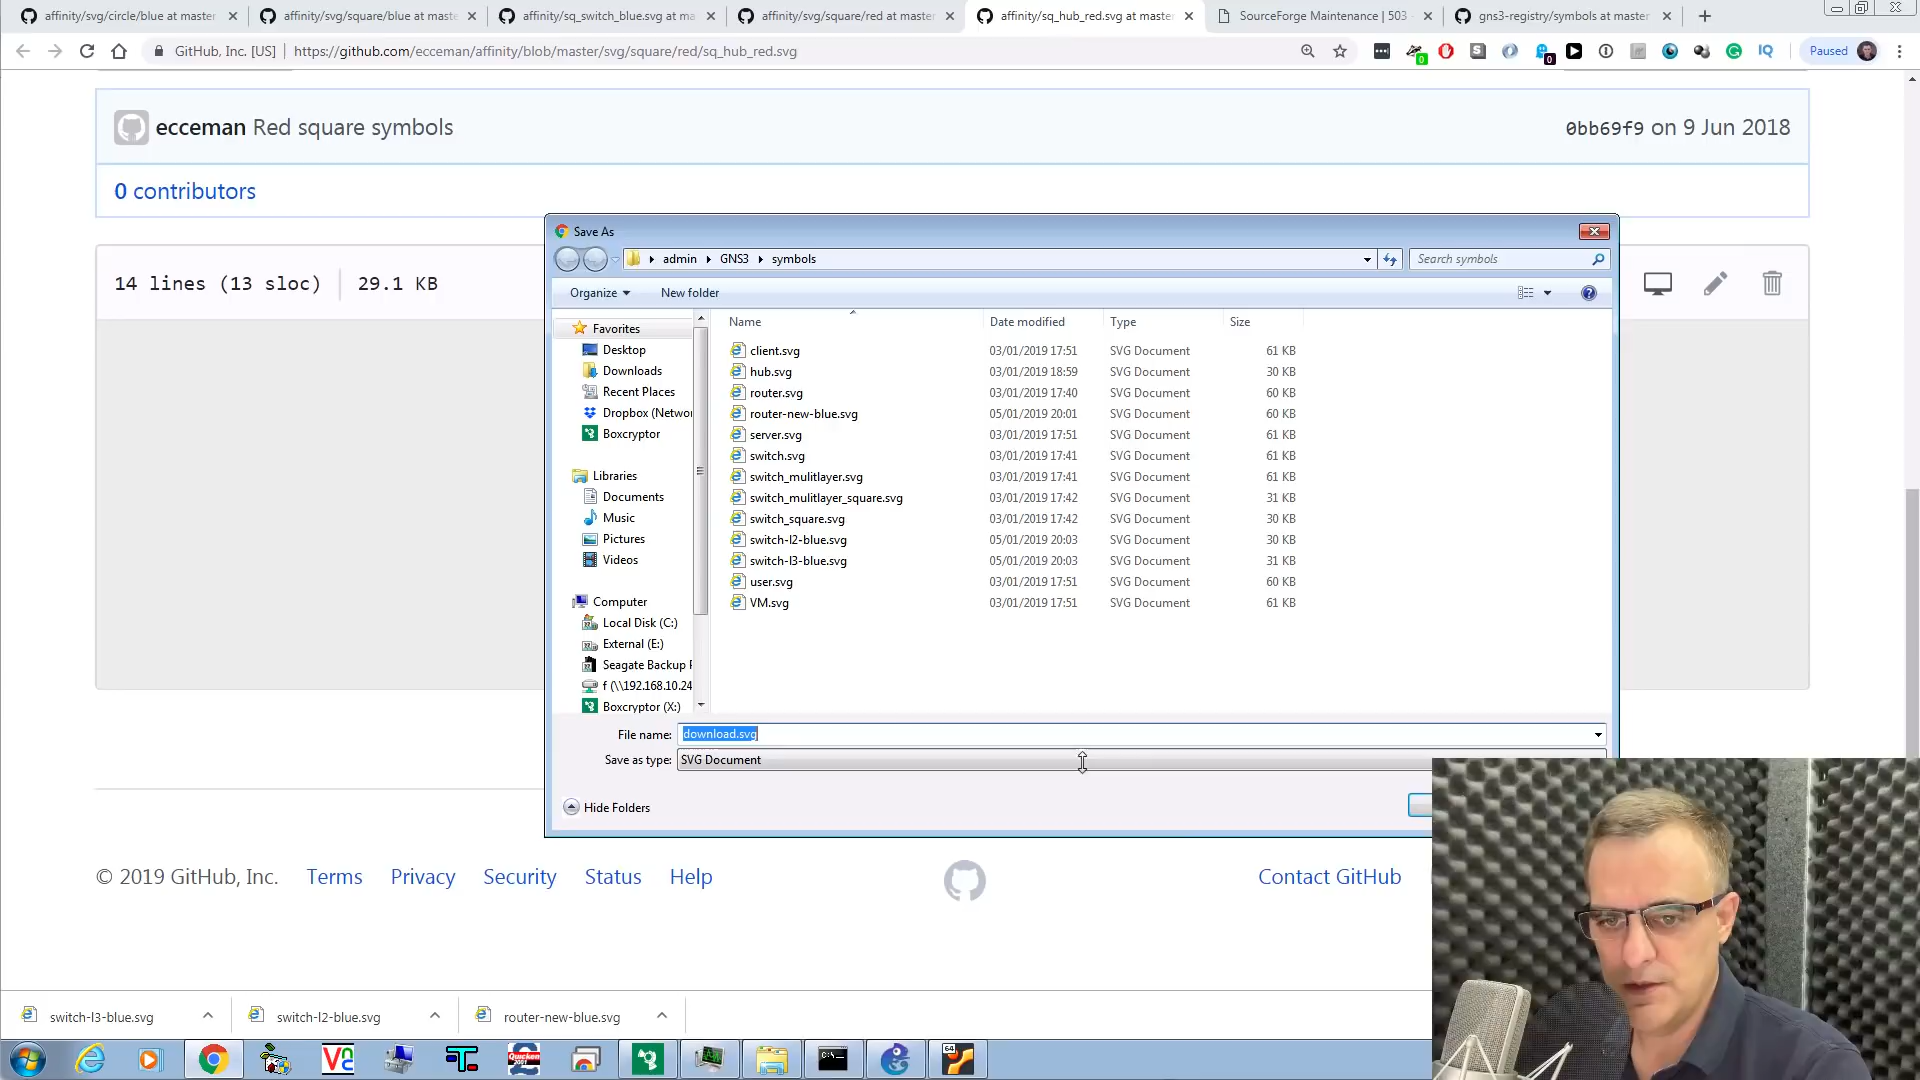 affinity/svg/circle/blue at master
affinity/svg/square/blue at maste
affinity/sq_switch_blue.svg at ma
affinity/svg/square/red at master
affinity/sq_hub_red.svg at master
SourceForge Maintenance | 503 -
gns3-registry/symbols at master
GitHub, Inc. [US]
https://github.com/ecceman/affinity/blob/master/svg/square/red/sq_hub_red.svg
0
0
Paused
ecceman Red square symbols
0bb69f9 on 9 Jun 2018
0 contributors
14 lines (13 sloc)
29.1 KB
Save As
admin
GNS3
symbols
Search symbols
Organize
New folder
Name
Date modified
Type
Size
Favorites
Desktop
Downloads
Recent Places
Dropbox (Networ
Boxcryptor
Libraries
Documents
Music
Pictures
Videos
Computer
Local Disk (C:)
External (E:)
Seagate Backup
f (\\192.168.10.24
Boxcryptor (X:)
client.svg 03/01/2019 17:51 SVG Document 61 KB
hub.svg 03/01/2019 18:59 SVG Document 30 KB
router.svg 03/01/2019 17:40 SVG Document 60 KB
router-new-blue.svg 05/01/2019 20:01 SVG Document 60 KB
server.svg 03/01/2019 17:51 SVG Document 61 KB
switch.svg 03/01/2019 17:41 SVG Document 61 KB
switch_mulitlayer.svg 03/01/2019 17:41 SVG Document 61 KB
switch_mulitlayer_square.svg 03/01/2019 17:42 SVG Document 31 KB
switch_square.svg 03/01/2019 17:42 SVG Document 30 KB
switch-l2-blue.svg 05/01/2019 20:03 SVG Document 30 KB
switch-l3-blue.svg 05/01/2019 20:03 SVG Document 31 KB
user.svg 03/01/2019 17:51 SVG Document 60 KB
VM.svg 03/01/2019 17:51 SVG Document 61 KB
File name: download.svg
Save as type: SVG Document
Hide Folders
© 2019 GitHub, Inc.
Terms
Privacy
Security
Status
Help
Contact GitHub
switch-l3-blue.svg
switch-l2-blue.svg
router-new-blue.svg
Quicken
2001
64